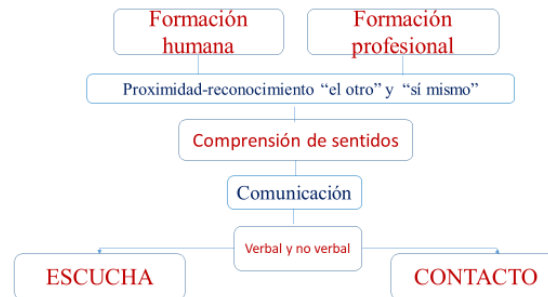 Formación
humana
Formación
profesional
Proximidad-reconocimiento “el otro” y “sí mismo”
Comprensión de sentidos
Comunicación
Verbal y no verbal
ESCUCHA
CONTACTO